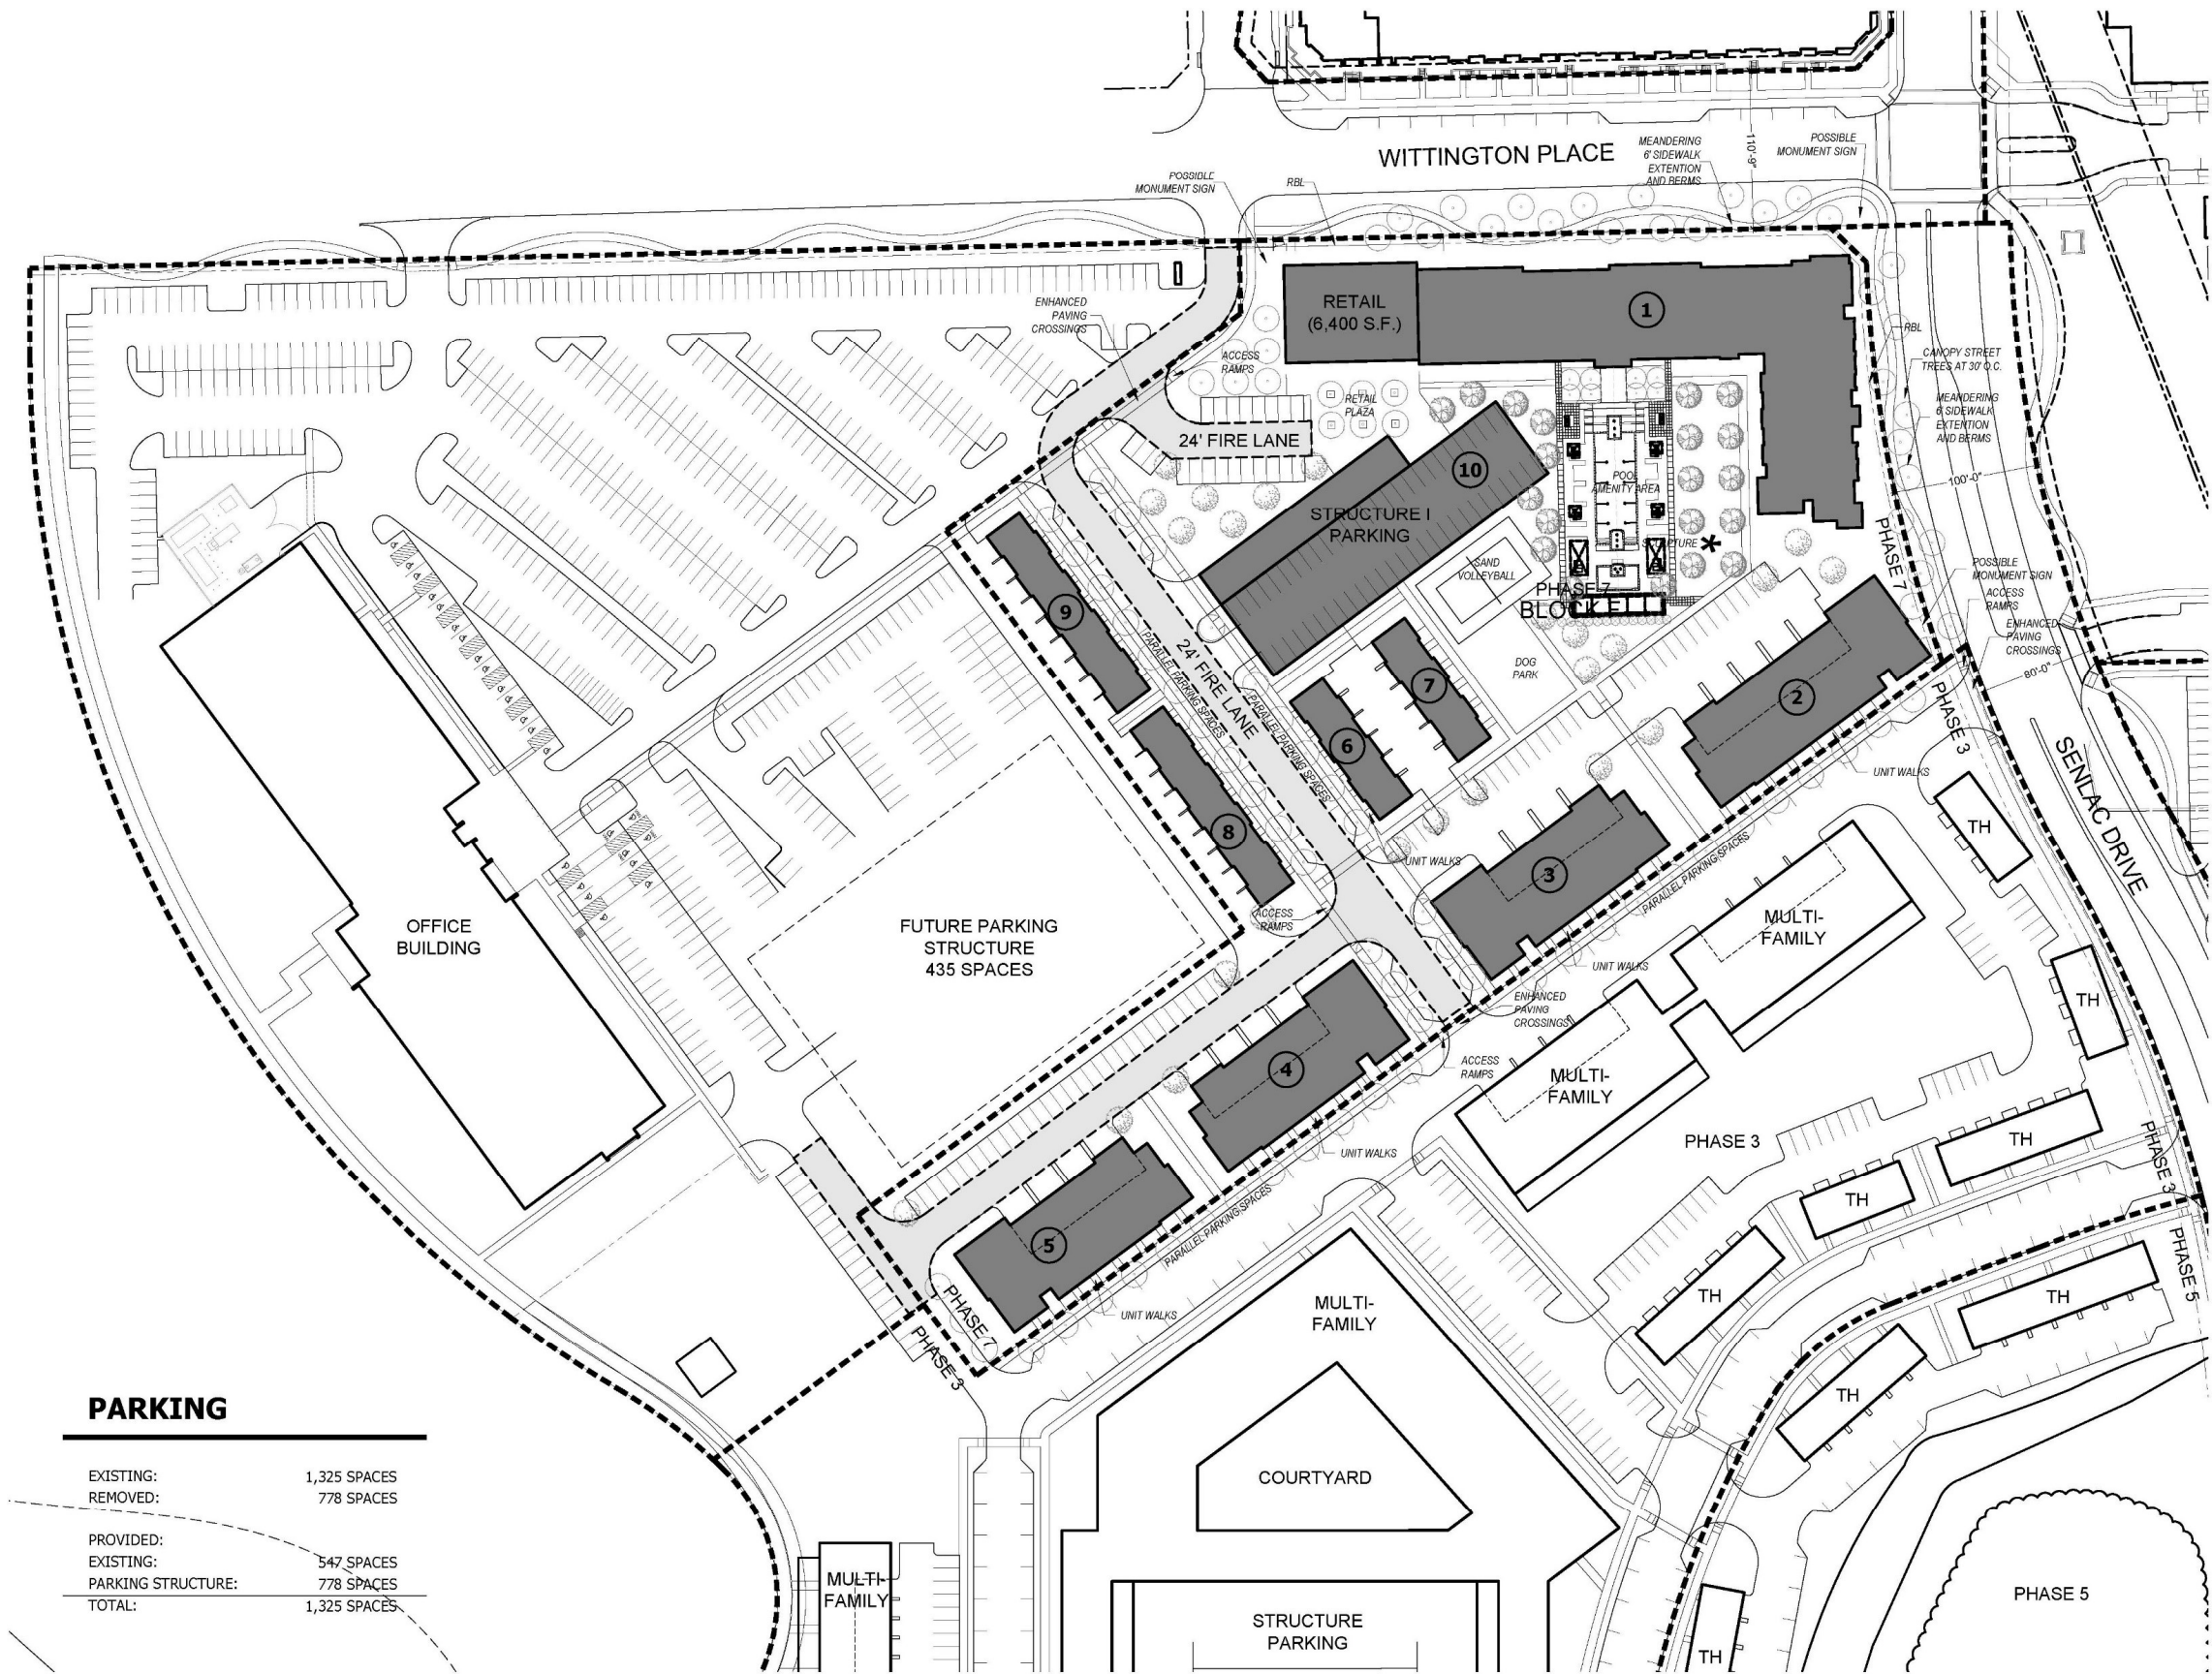 WITTINGTON PLACE
MEANDERING
6' SIDEWALK
EXTENTION
AND BERMS
110'-9"
POSSIBLE
MONUMENT SIGN
POSSIBLE
MONUMENT SIGN
RBL
ENHANCED
PAVING
CROSSINGS
RETAIL
(6,400 S.F.)
1
RBL
ACCESS
RAMPS
CANOPY STREET
TREES AT 30' O.C.
RETAIL
PLAZA
MEANDERING
6' SIDEWALK
EXTENTION
AND BERMS
24' FIRE LANE
10
POOL
AMENITY AREA
100'-0"
STRUCTURE
PARKING
PHASE 7
SAND
VOLLEYBALL
PHASE 7
BLOCK E
POSSIBLE
MONUMENT SIGN
ACCESS
RAMPS
ENHANCED
PAVING
CROSSINGS
80'-0"
9
PARALLEL PARKING SPACES
24' FIRE LANE
PARALLEL PARKING SPACES
DOG
PARK
7
6
2
PHASE 3
SENLAC DRIVE
UNIT WALKS
8
UNIT WALKS
3
PARALLEL PARKING SPACES
TH
MULTI-
FAMILY
OFFICE
BUILDING
FUTURE PARKING
STRUCTURE
435 SPACES
ACCESS
RAMPS
UNIT WALKS
TH
ENHANCED
PAVING
CROSSINGS
4
ACCESS
RAMPS
MULTI-
FAMILY
PHASE 3
TH
PHASE 3
UNIT WALKS
TH
PARALLEL PARKING SPACES
5
PHASE 7
PHASE 3
UNIT WALKS
MULTI-
FAMILY
TH
TH
PHASE 5
TH
COURTYARD
PARKING
EXISTING: 1,325 SPACES
REMOVED: 778 SPACES
PROVIDED:
EXISTING: 547 SPACES
PARKING STRUCTURE: 778 SPACES
TOTAL: 1,325 SPACES
MULTI-
FAMILY
STRUCTURE
PARKING
TH
PHASE 5